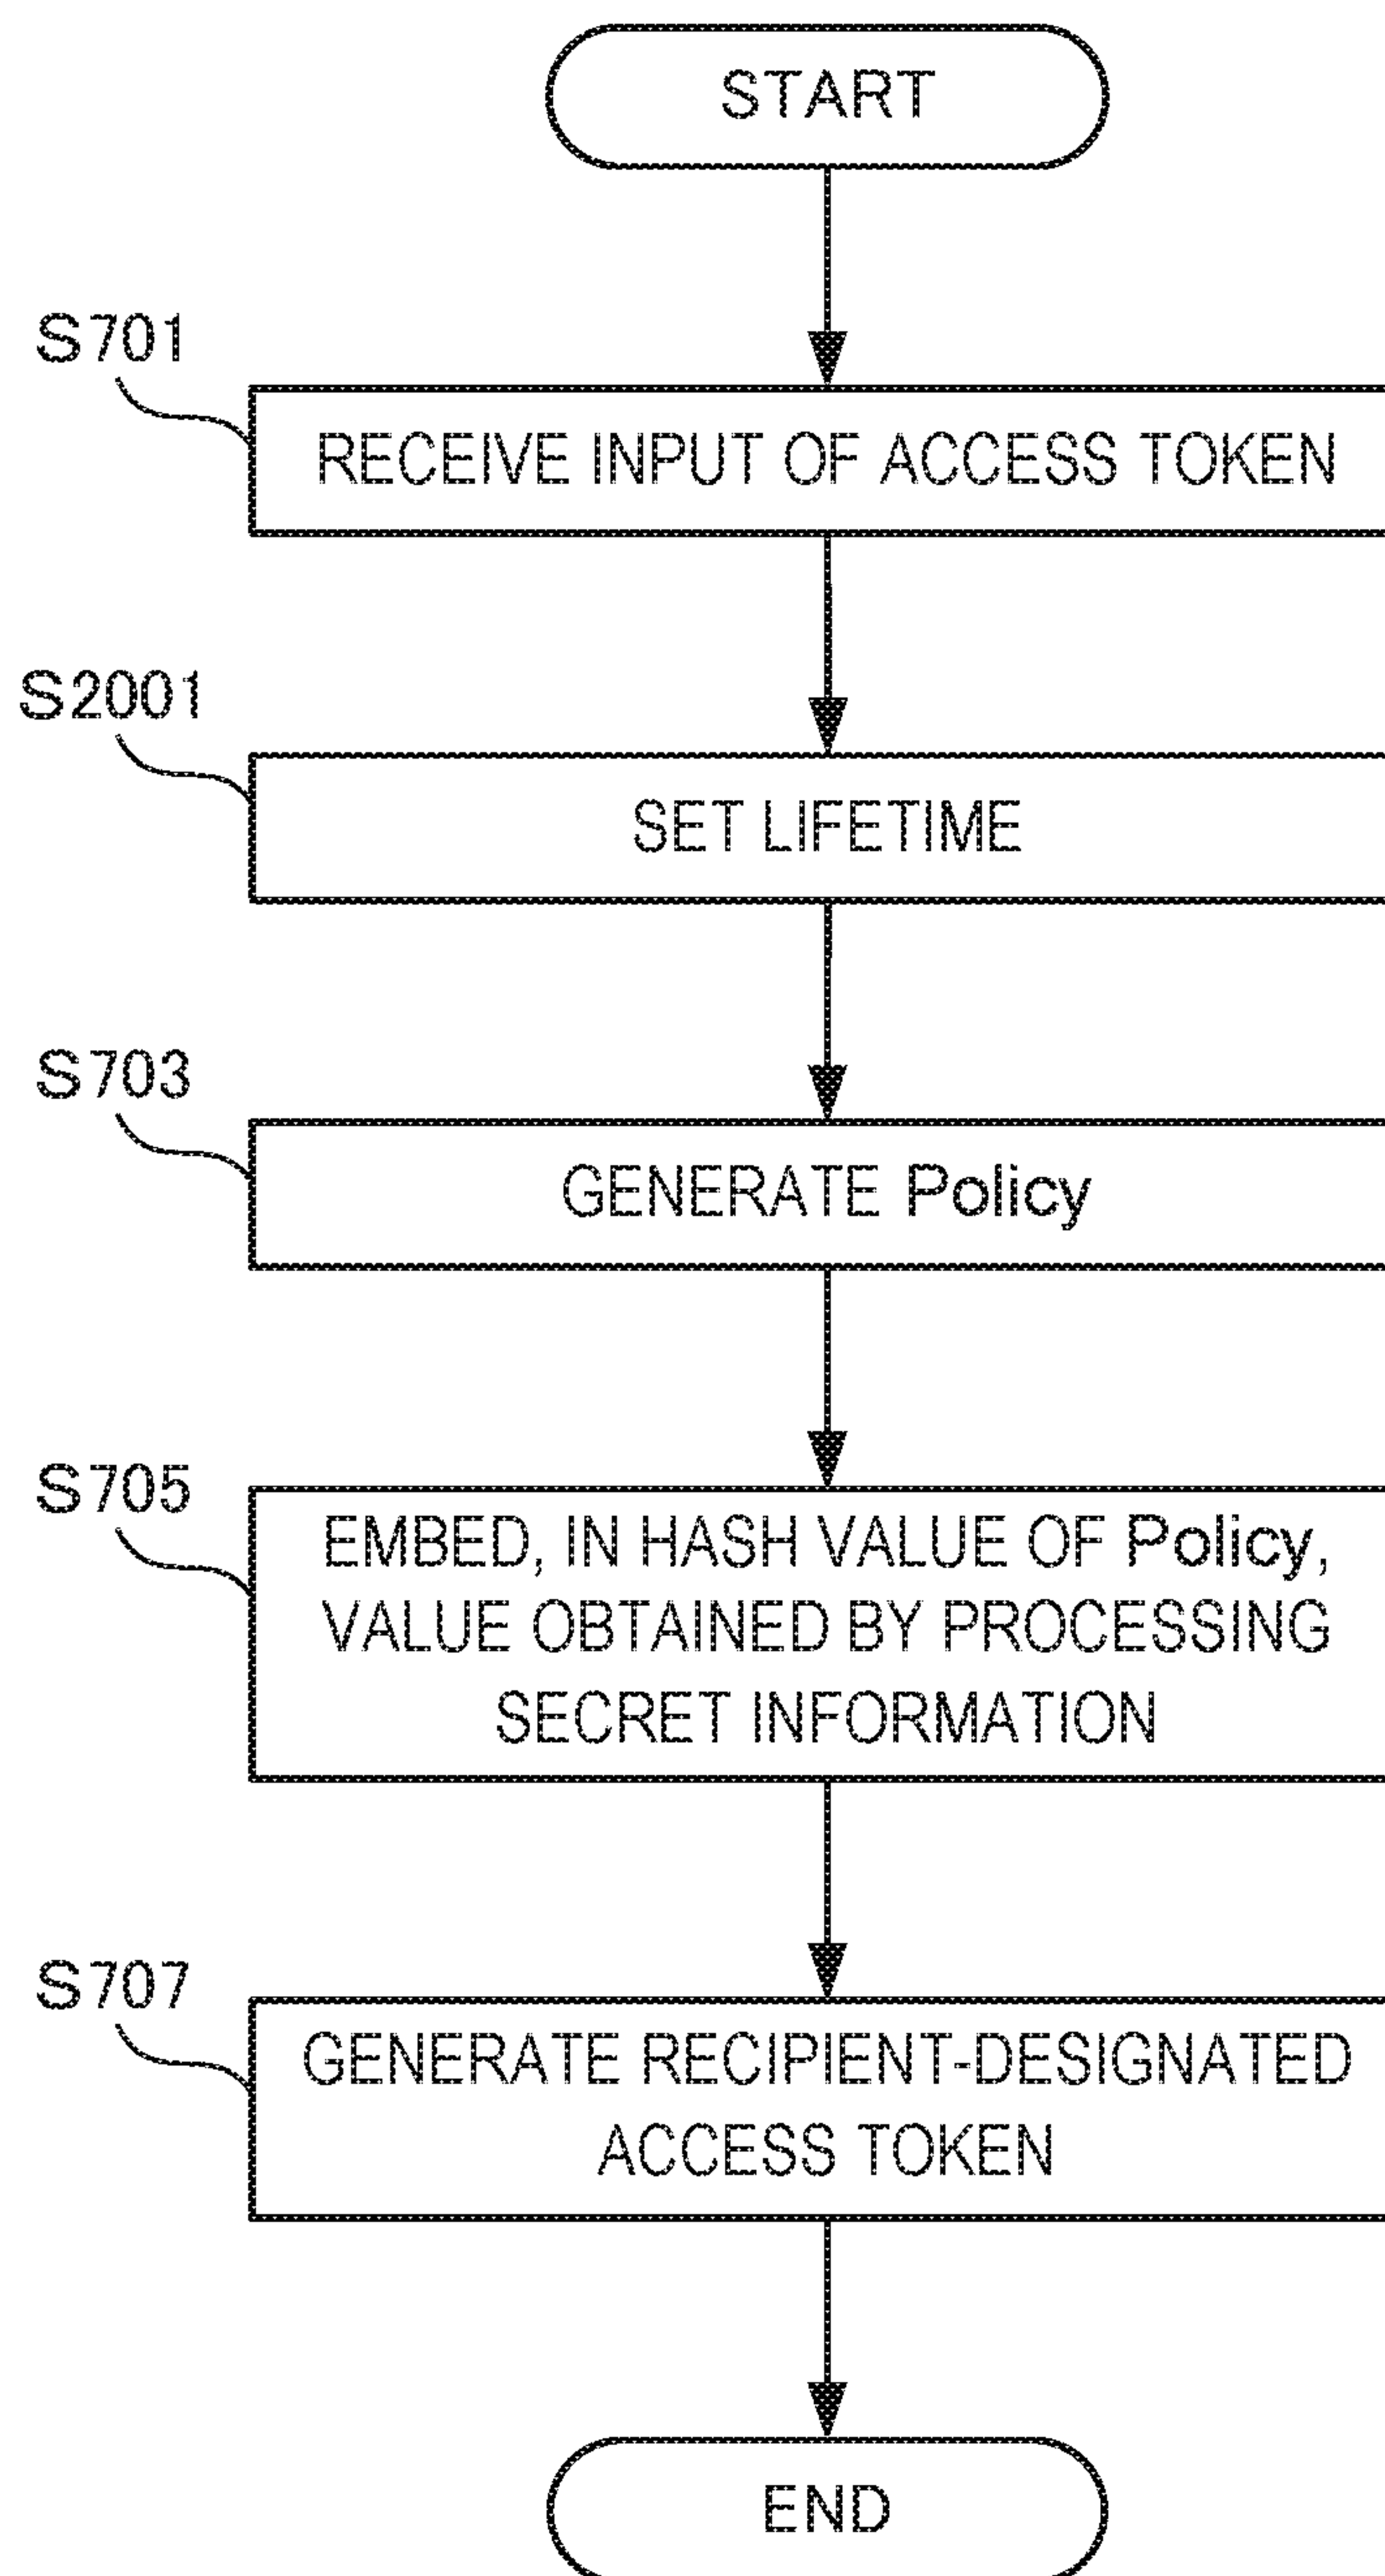 START
S701
RECEIVE INPUT OF ACCESS TOKEN
S2001
SET LIFETIME
S703
GENERATE Policy
S705
EMBED, IN HASH VALUE OF Policy,
VALUE OBTAINED BY PROCESSING
SECRET INFORMATION
S707
GENERATE RECIPIENT-DESIGNATED
ACCESS TOKEN
END